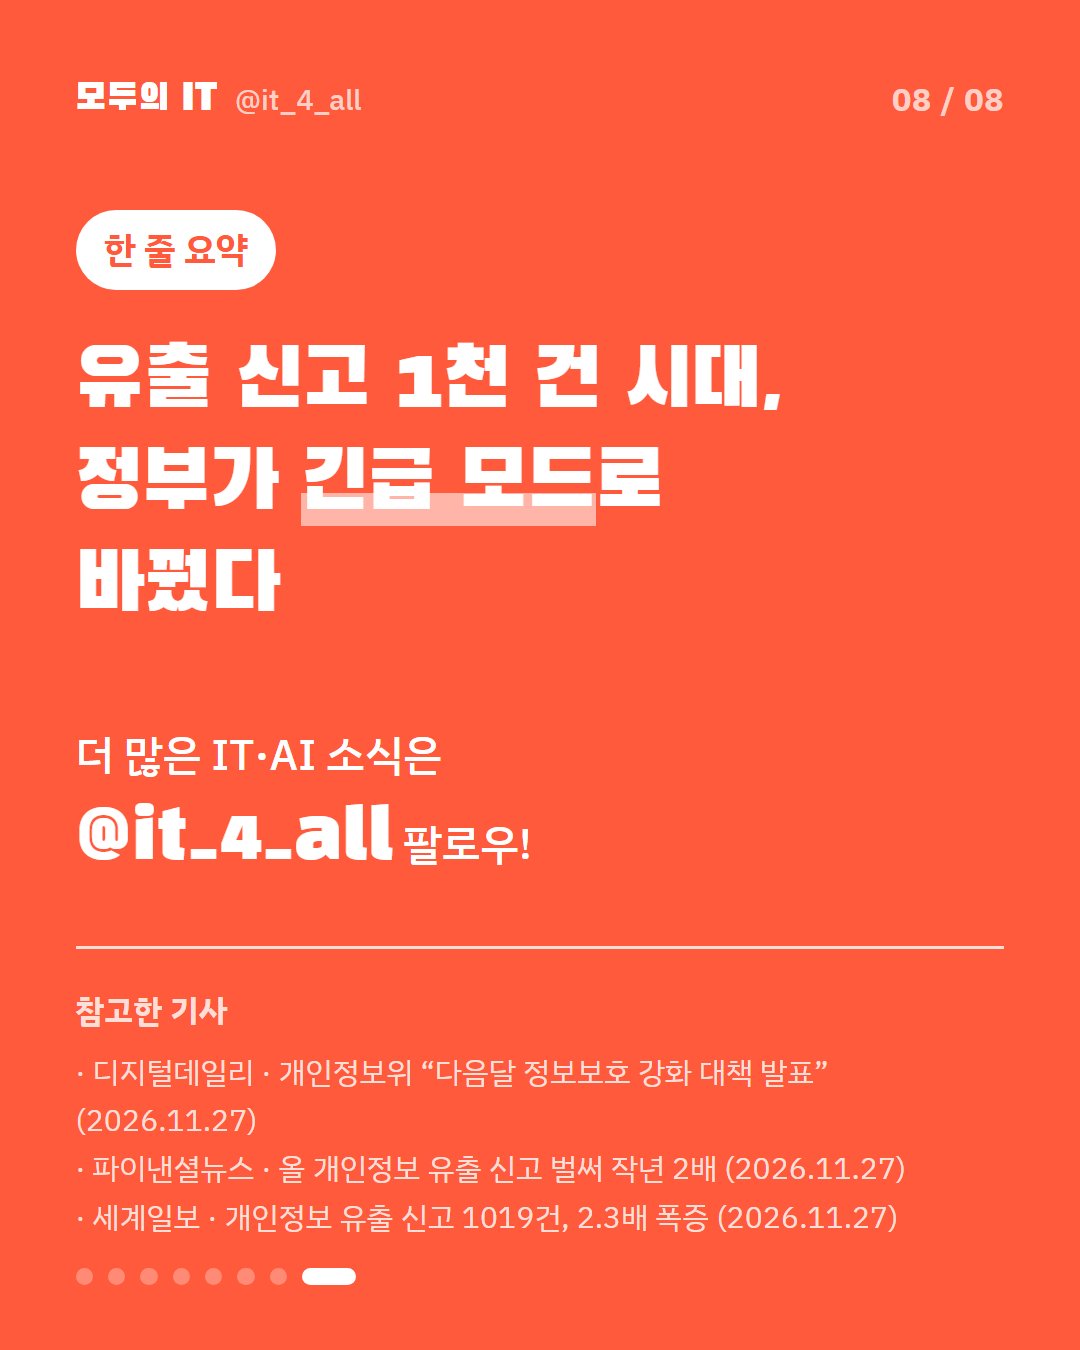 모두의 IT @it_4_all
08 / 08
한 줄 요약
유출 신고 1천 건 시대,
정부가 긴급 모드로
바꿨다
더 많은 IT·AI 소식은
@it_4_all 팔로우!
참고한 기사
· 디지털데일리 · 개인정보위 “다음달 정보보호 강화 대책 발표”
(2026.11.27)
· 파이낸셜뉴스 · 올 개인정보 유출 신고 벌써 작년 2배 (2026.11.27)
· 세계일보 · 개인정보 유출 신고 1019건, 2.3배 폭증 (2026.11.27)